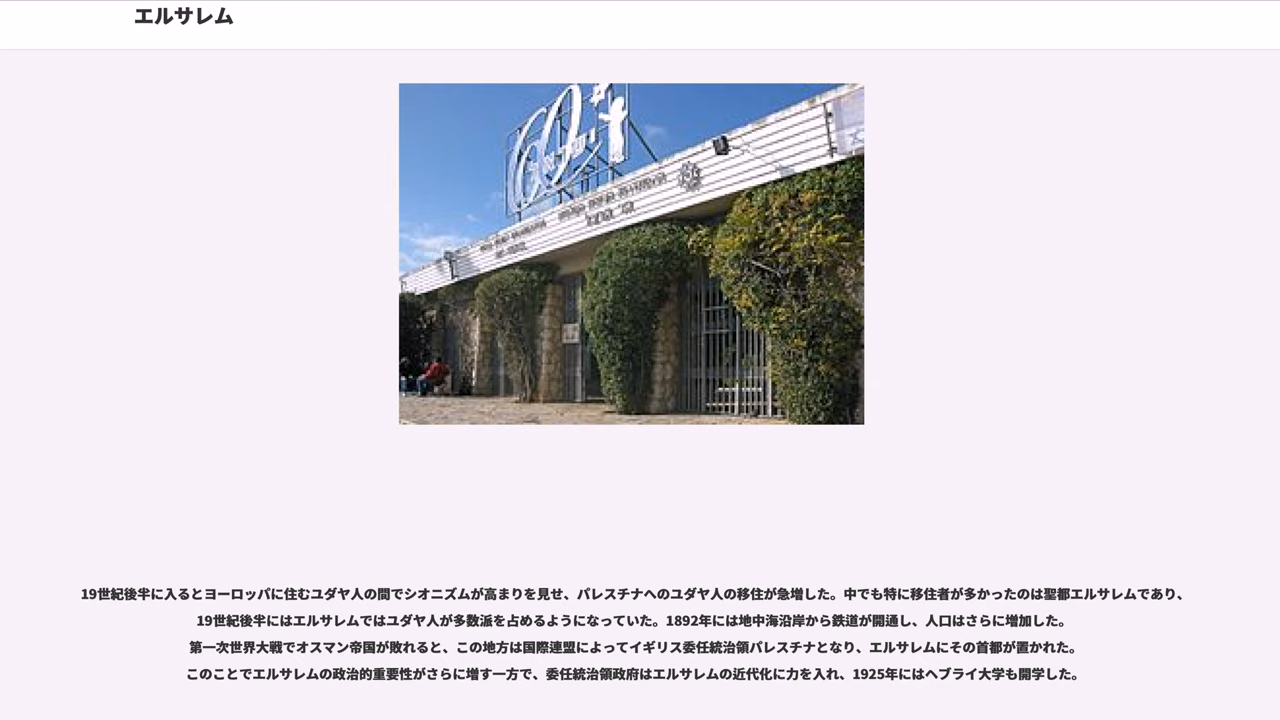 エルサレム
60
19世紀後半に入るとヨーロッパに住むユダヤ人の間でシオニズムが高まりを見せ、パレスチナへのユダヤ人の移住が急増した。中でも特に移住者が多かったのは聖都エルサレムであり、
19世紀後半にはエルサレムではユダヤ人が多数派を占めるようになっていた。1892年には地中海沿岸から鉄道が開通し、人口はさらに増加した。
第一次世界大戦でオスマン帝国が敗れると、この地方は国際連盟によってイギリス委任統治領パレスチナとなり、エルサレムにその首都が置かれた。
このことでエルサレムの政治的重要性がさらに増す一方で、委任統治領政府はエルサレムの近代化に力を入れ、1925年にはヘブライ大学も開学した。